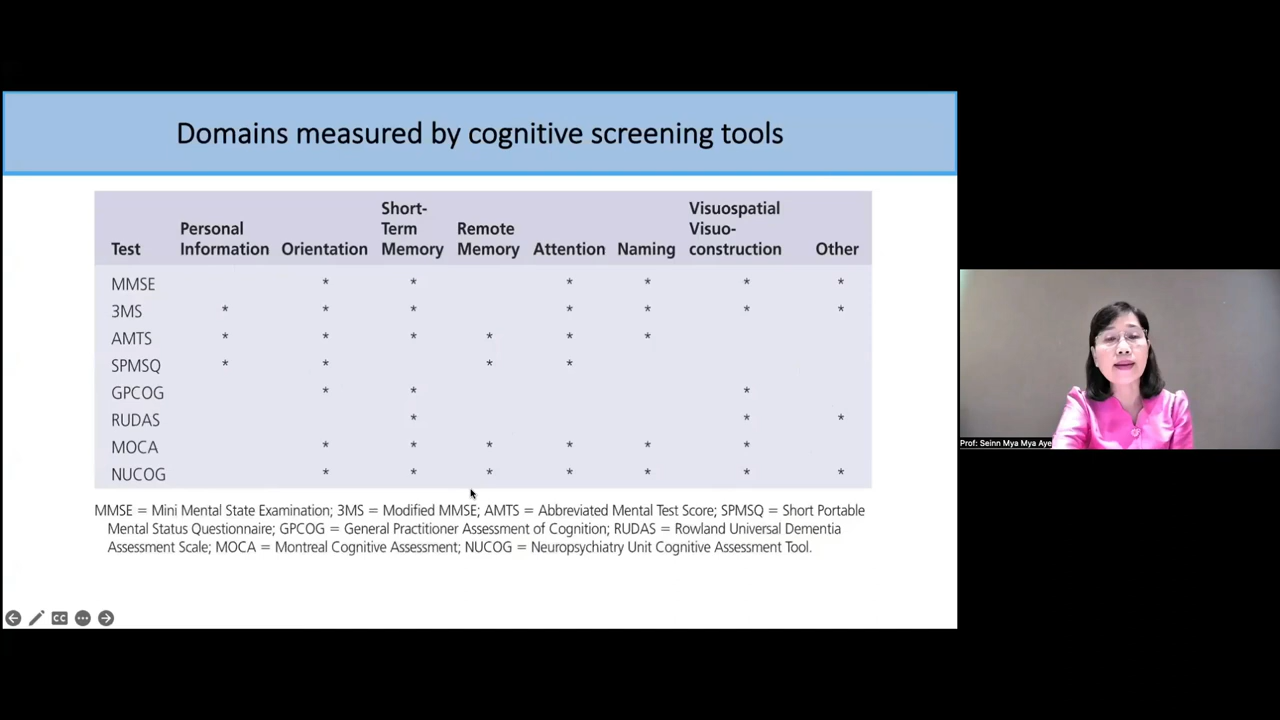 Domains measured by cognitive screening tools
Test Personal Information Orientation Short-Term Memory Remote Memory Attention Naming Visuospatial Visuo-construction Other
MMSE * * * * * *
3MS * * * * * * *
AMTS * * * * * *
SPMSQ * * * *
GPCOG * * *
RUDAS * * *
MOCA * * * * * *
NUCOG * * * * * * *
MMSE = Mini Mental State Examination; 3MS = Modified MMSE; AMTS = Abbreviated Mental Test Score; SPMSQ = Short Portable
Mental Status Questionnaire; GPCOG = General Practitioner Assessment of Cognition; RUDAS = Rowland Universal Dementia
Assessment Scale; MOCA = Montreal Cognitive Assessment; NUCOG = Neuropsychiatry Unit Cognitive Assessment Tool.
CC
Prof: Seinn Mya Mya Aye